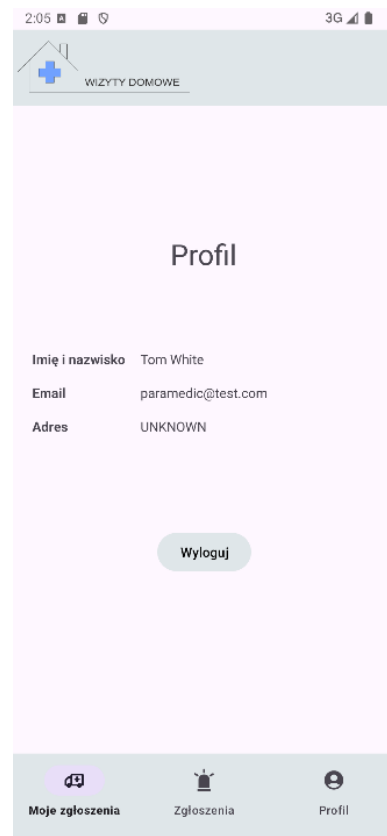 2:05
3G
WIZYTY DOMOWE
Profil
Imię i nazwisko Tom White
Email paramedic@test.com
Adres UNKNOWN
Wyloguj
Moje zgłoszenia Zgłoszenia Profil